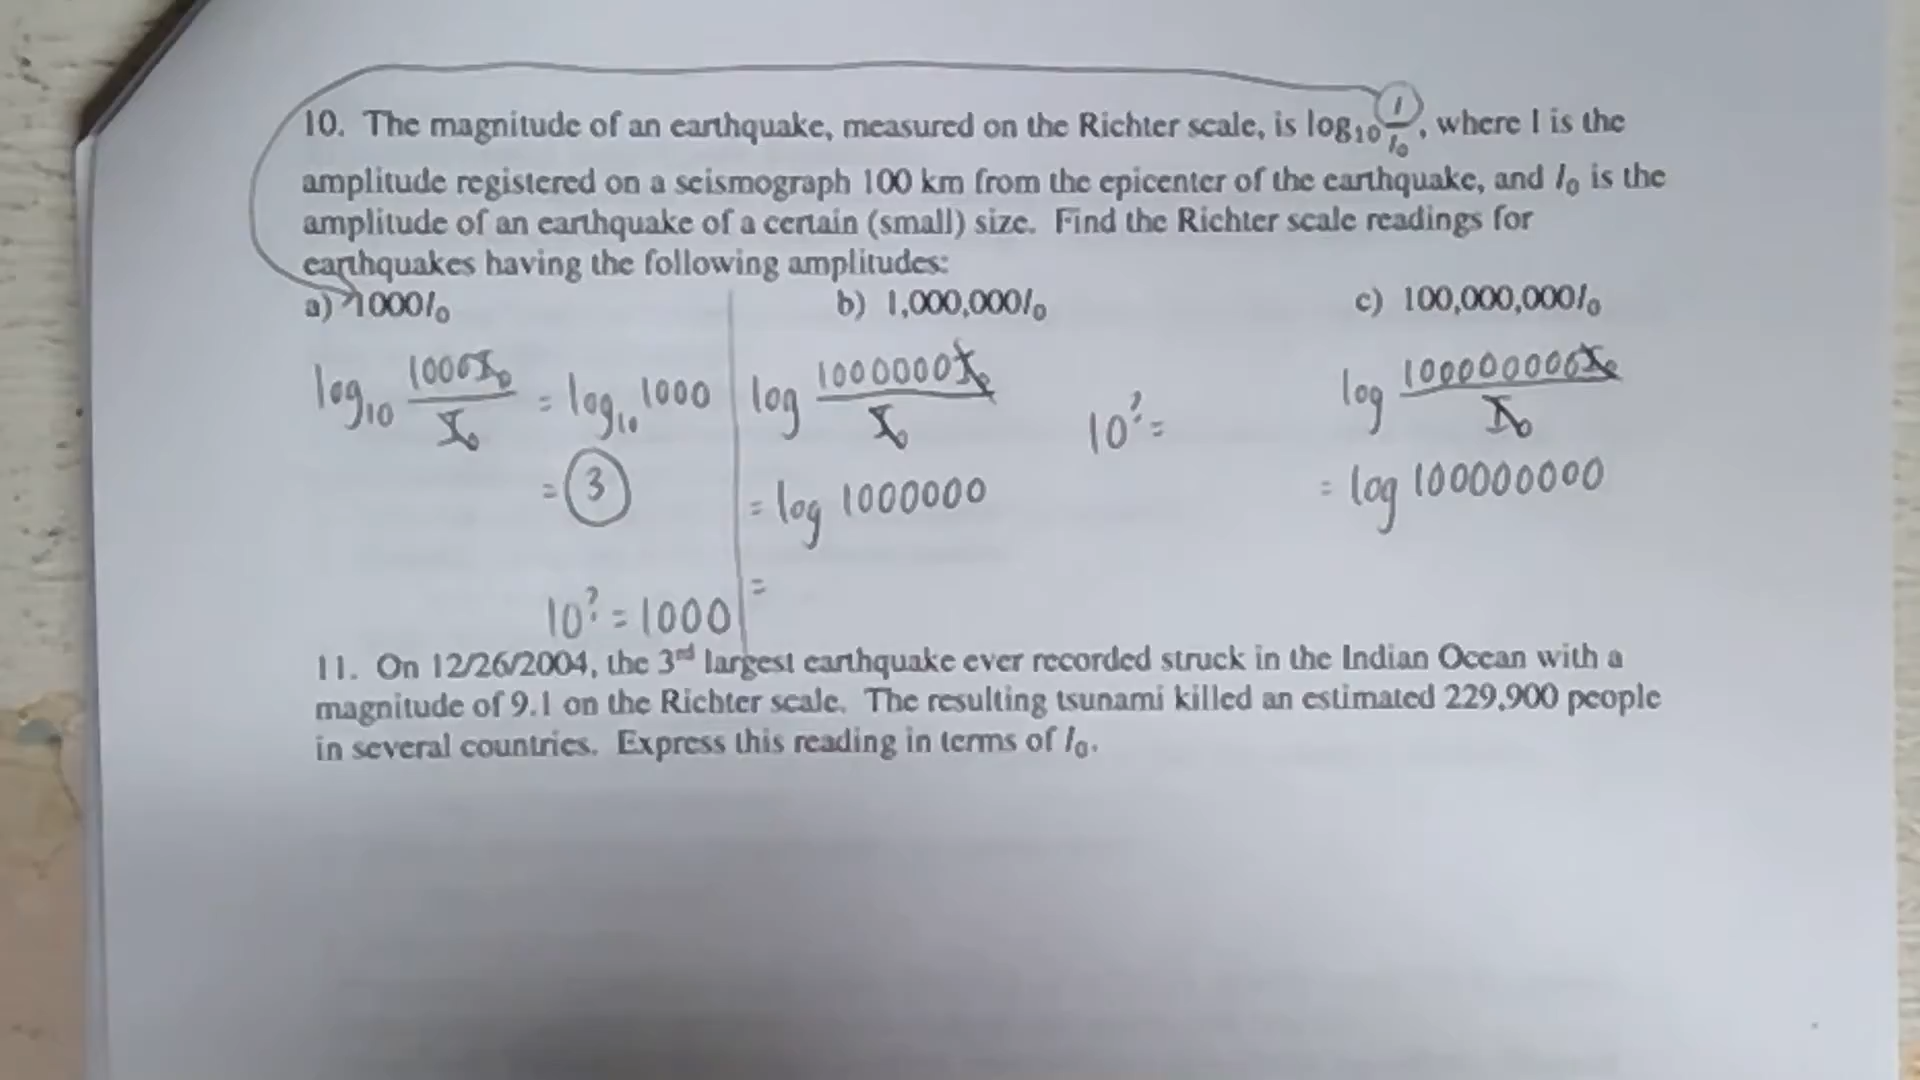 10. The magnitude of an earthquake, measured on the Richter scale, is log₁₀ I/I₀, where I is the
amplitude registered on a seismograph 100 km from the epicenter of the earthquake, and I₀ is the
amplitude of an earthquake of a certain (small) size. Find the Richter scale readings for
earthquakes having the following amplitudes:
a) 1000I₀ b) 1,000,000I₀ c) 100,000,000I₀
log₁₀ 1000I₀/I₀ = log₁₀ 1000
= 3
10^? = 1000
log 1000000I₀/I₀
= log 1000000
=
10^? =
log 100000000I₀/I₀
= log 100000000
11. On 12/26/2004, the 3rd largest earthquake ever recorded struck in the Indian Ocean with a
magnitude of 9.1 on the Richter scale. The resulting tsunami killed an estimated 229,900 people
in several countries. Express this reading in terms of I₀.